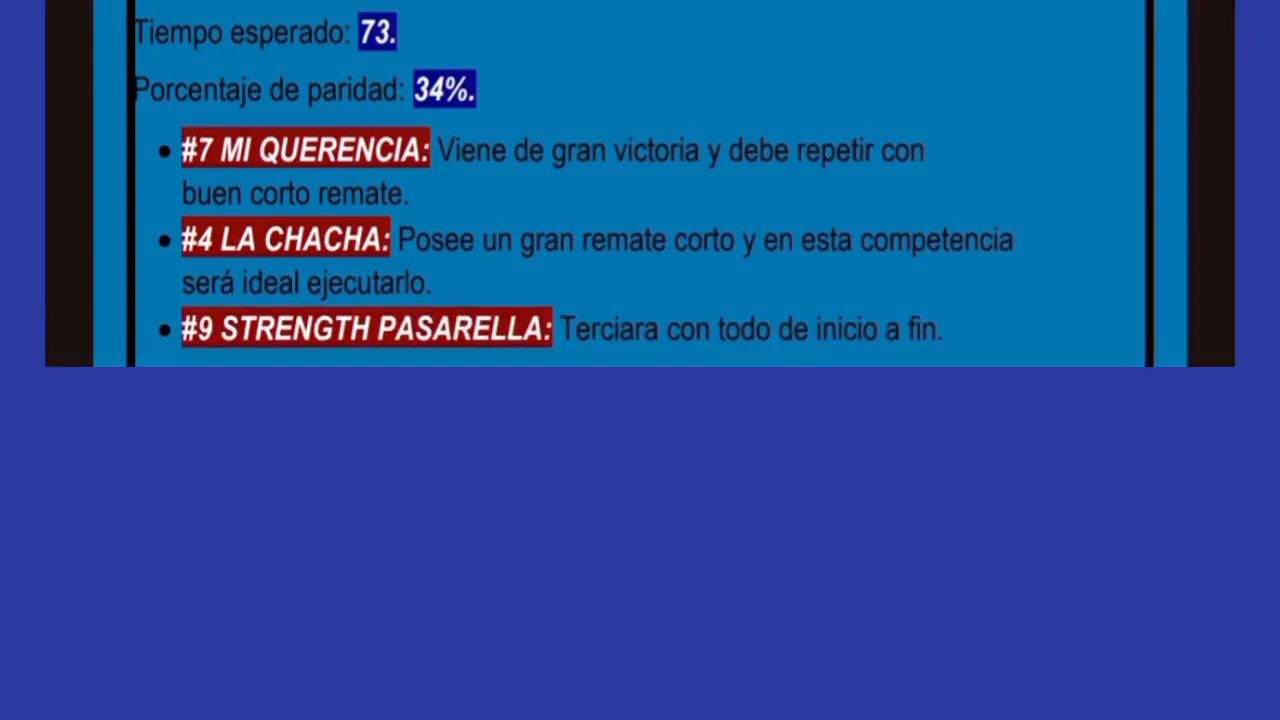 Tiempo esperado: 73.
Porcentaje de paridad: 34%.
• #7 MI QUERENCIA: Viene de gran victoria y debe repetir con
buen corto remate.
• #4 LA CHACHA: Posee un gran remate corto y en esta competencia
será ideal ejecutarlo.
• #9 STRENGTH PASARELLA: Terciara con todo de inicio a fin.